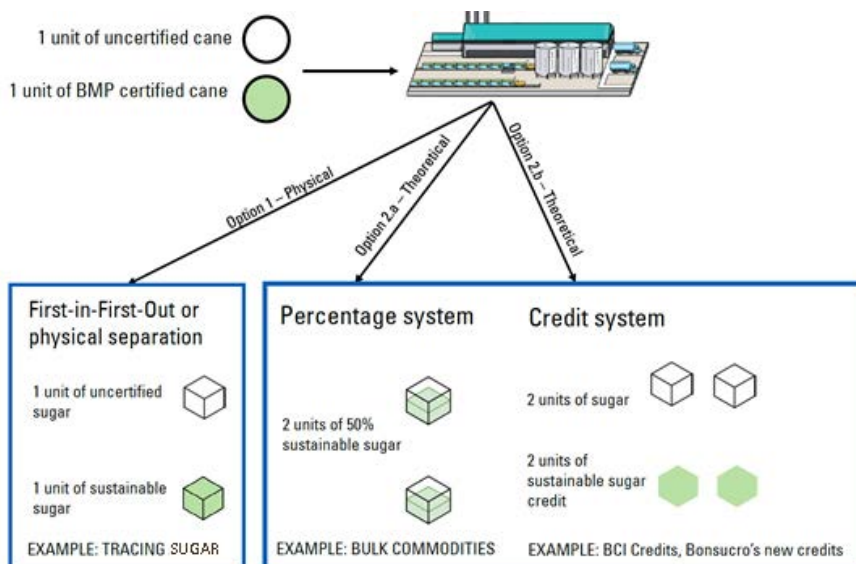 1 unit of uncertified cane
1 unit of BMP certified cane
Option 1 – Physical
Option 2.a – Theoretical
Option 2.b – Theoretical
First-in-First-Out or
physical separation
1 unit of uncertified
sugar
1 unit of sustainable
sugar
EXAMPLE: TRACING SUGAR
Percentage system
2 units of 50%
sustainable sugar
EXAMPLE: BULK COMMODITIES
Credit system
2 units of sugar
2 units of
sustainable sugar
credit
EXAMPLE: BCI Credits, Bonsucro's new credits